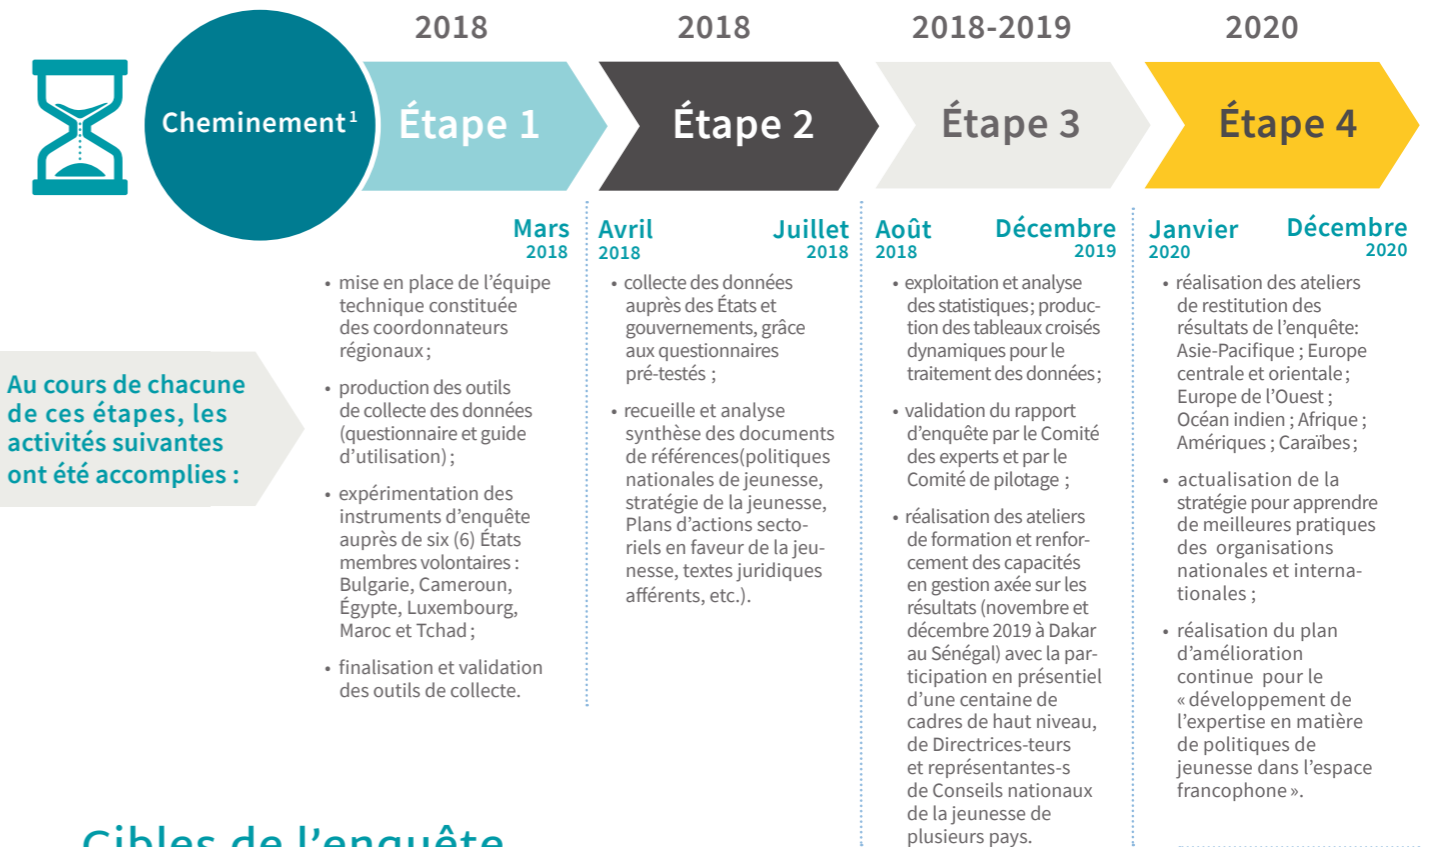 2018
2018
2018-2019
2020
Cheminement¹
Étape 1
Étape 2
Étape 3
Étape 4
Au cours de chacune
de ces étapes, les
activités suivantes
ont été accomplies :
Mars
2018
• mise en place de l’équipe
technique constituée
des coordonnateurs
régionaux ;
• production des outils
de collecte des données
(questionnaire et guide
d’utilisation) ;
• expérimentation des
instruments d’enquête
auprès de six (6) États
membres volontaires :
Bulgarie, Cameroun,
Égypte, Luxembourg,
Maroc et Tchad ;
• finalisation et validation
des outils de collecte.
Avril
2018
Juillet
2018
• collecte des données
auprès des États et
gouvernements, grâce
aux questionnaires
pré-testés ;
• recueille et analyse
synthèse des documents
de références(politiques
nationales de jeunesse,
stratégie de la jeunesse,
Plans d’actions secto-
riels en faveur de la jeu-
nesse, textes juridiques
afférents, etc.).
Août
2018
Décembre
2019
• exploitation et analyse
des statistiques; produc-
tion des tableaux croisés
dynamiques pour le
traitement des données;
• validation du rapport
d’enquête par le Comité
des experts et par le
Comité de pilotage ;
• réalisation des ateliers
de formation et renfor-
cement des capacités
en gestion axée sur les
résultats (novembre et
décembre 2019 à Dakar
au Sénégal) avec la par-
ticipation en présentiel
d’une centaine de
cadres de haut niveau,
de Directrices-teurs
et représentantes-s
de Conseils nationaux
de la jeunesse de
plusieurs pays.
Janvier
2020
Décembre
2020
• réalisation des ateliers
de restitution des
résultats de l’enquête:
Asie-Pacifique ; Europe
centrale et orientale ;
Europe de l’Ouest ;
Océan indien ; Afrique ;
Amériques ; Caraïbes ;
• actualisation de la
stratégie pour apprendre
de meilleures pratiques
des organisations
nationales et interna-
tionales ;
• réalisation du plan
d’amélioration
continue pour le
« développement de
l’expertise en matière
de politiques de
jeunesse dans l’espace
francophone ».
Cibles de l’enquête